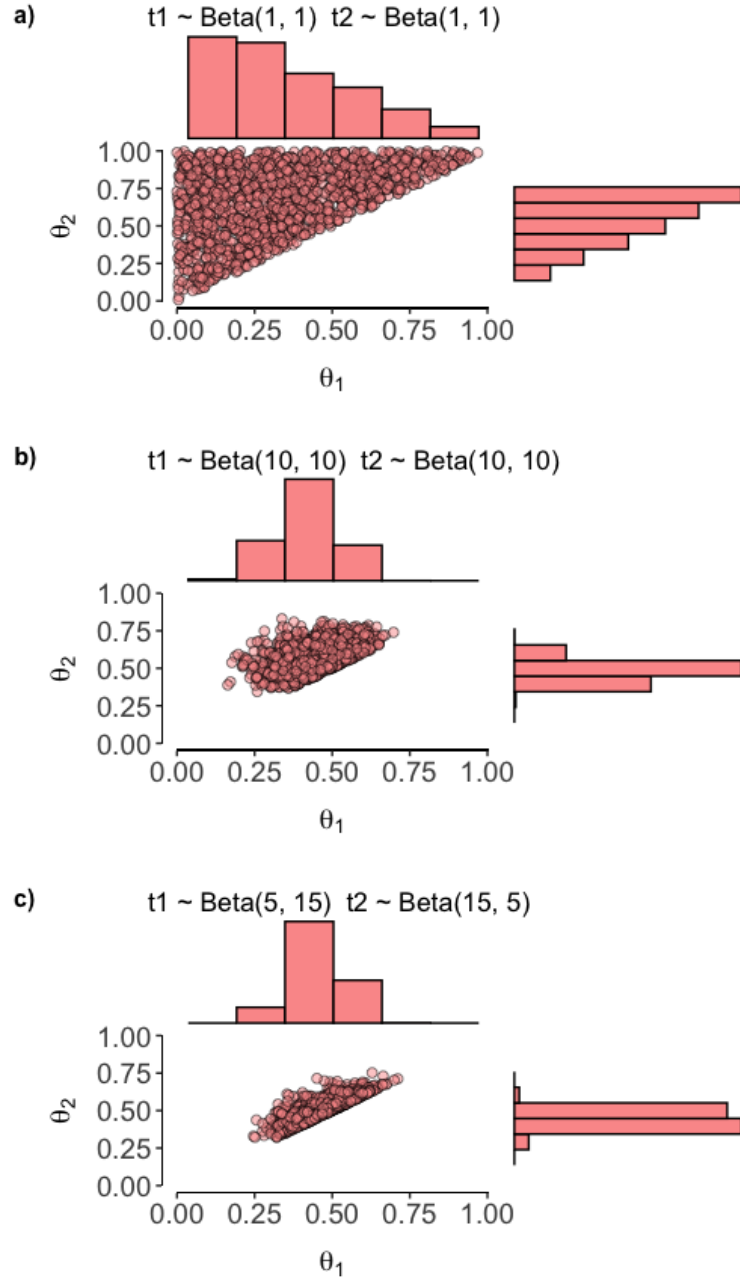 a)
t1 ~ Beta(1, 1) t2 ~ Beta(1, 1)
1.00
0.75
0.50
0.25
0.00
θ2
0.00 0.25 0.50 0.75 1.00
θ1
b)
t1 ~ Beta(10, 10) t2 ~ Beta(10, 10)
1.00
0.75
0.50
0.25
0.00
θ2
0.00 0.25 0.50 0.75 1.00
θ1
c)
t1 ~ Beta(5, 15) t2 ~ Beta(15, 5)
1.00
0.75
0.50
0.25
0.00
θ2
0.00 0.25 0.50 0.75 1.00
θ1